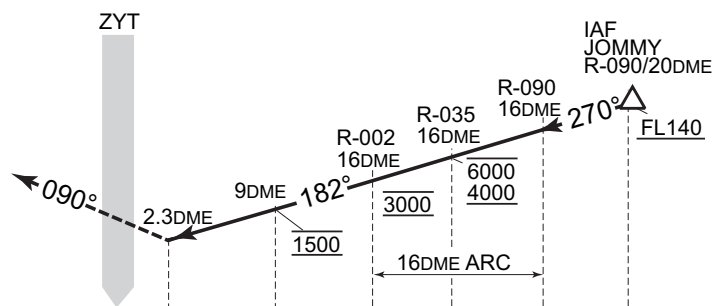 ZYT
IAF
JOMMY
R-090/20DME
R-090
16DME
270°
FL140
R-035
16DME
6000
4000
R-002
16DME
3000
182°
9DME
1500
2.3DME
090°
16DME ARC